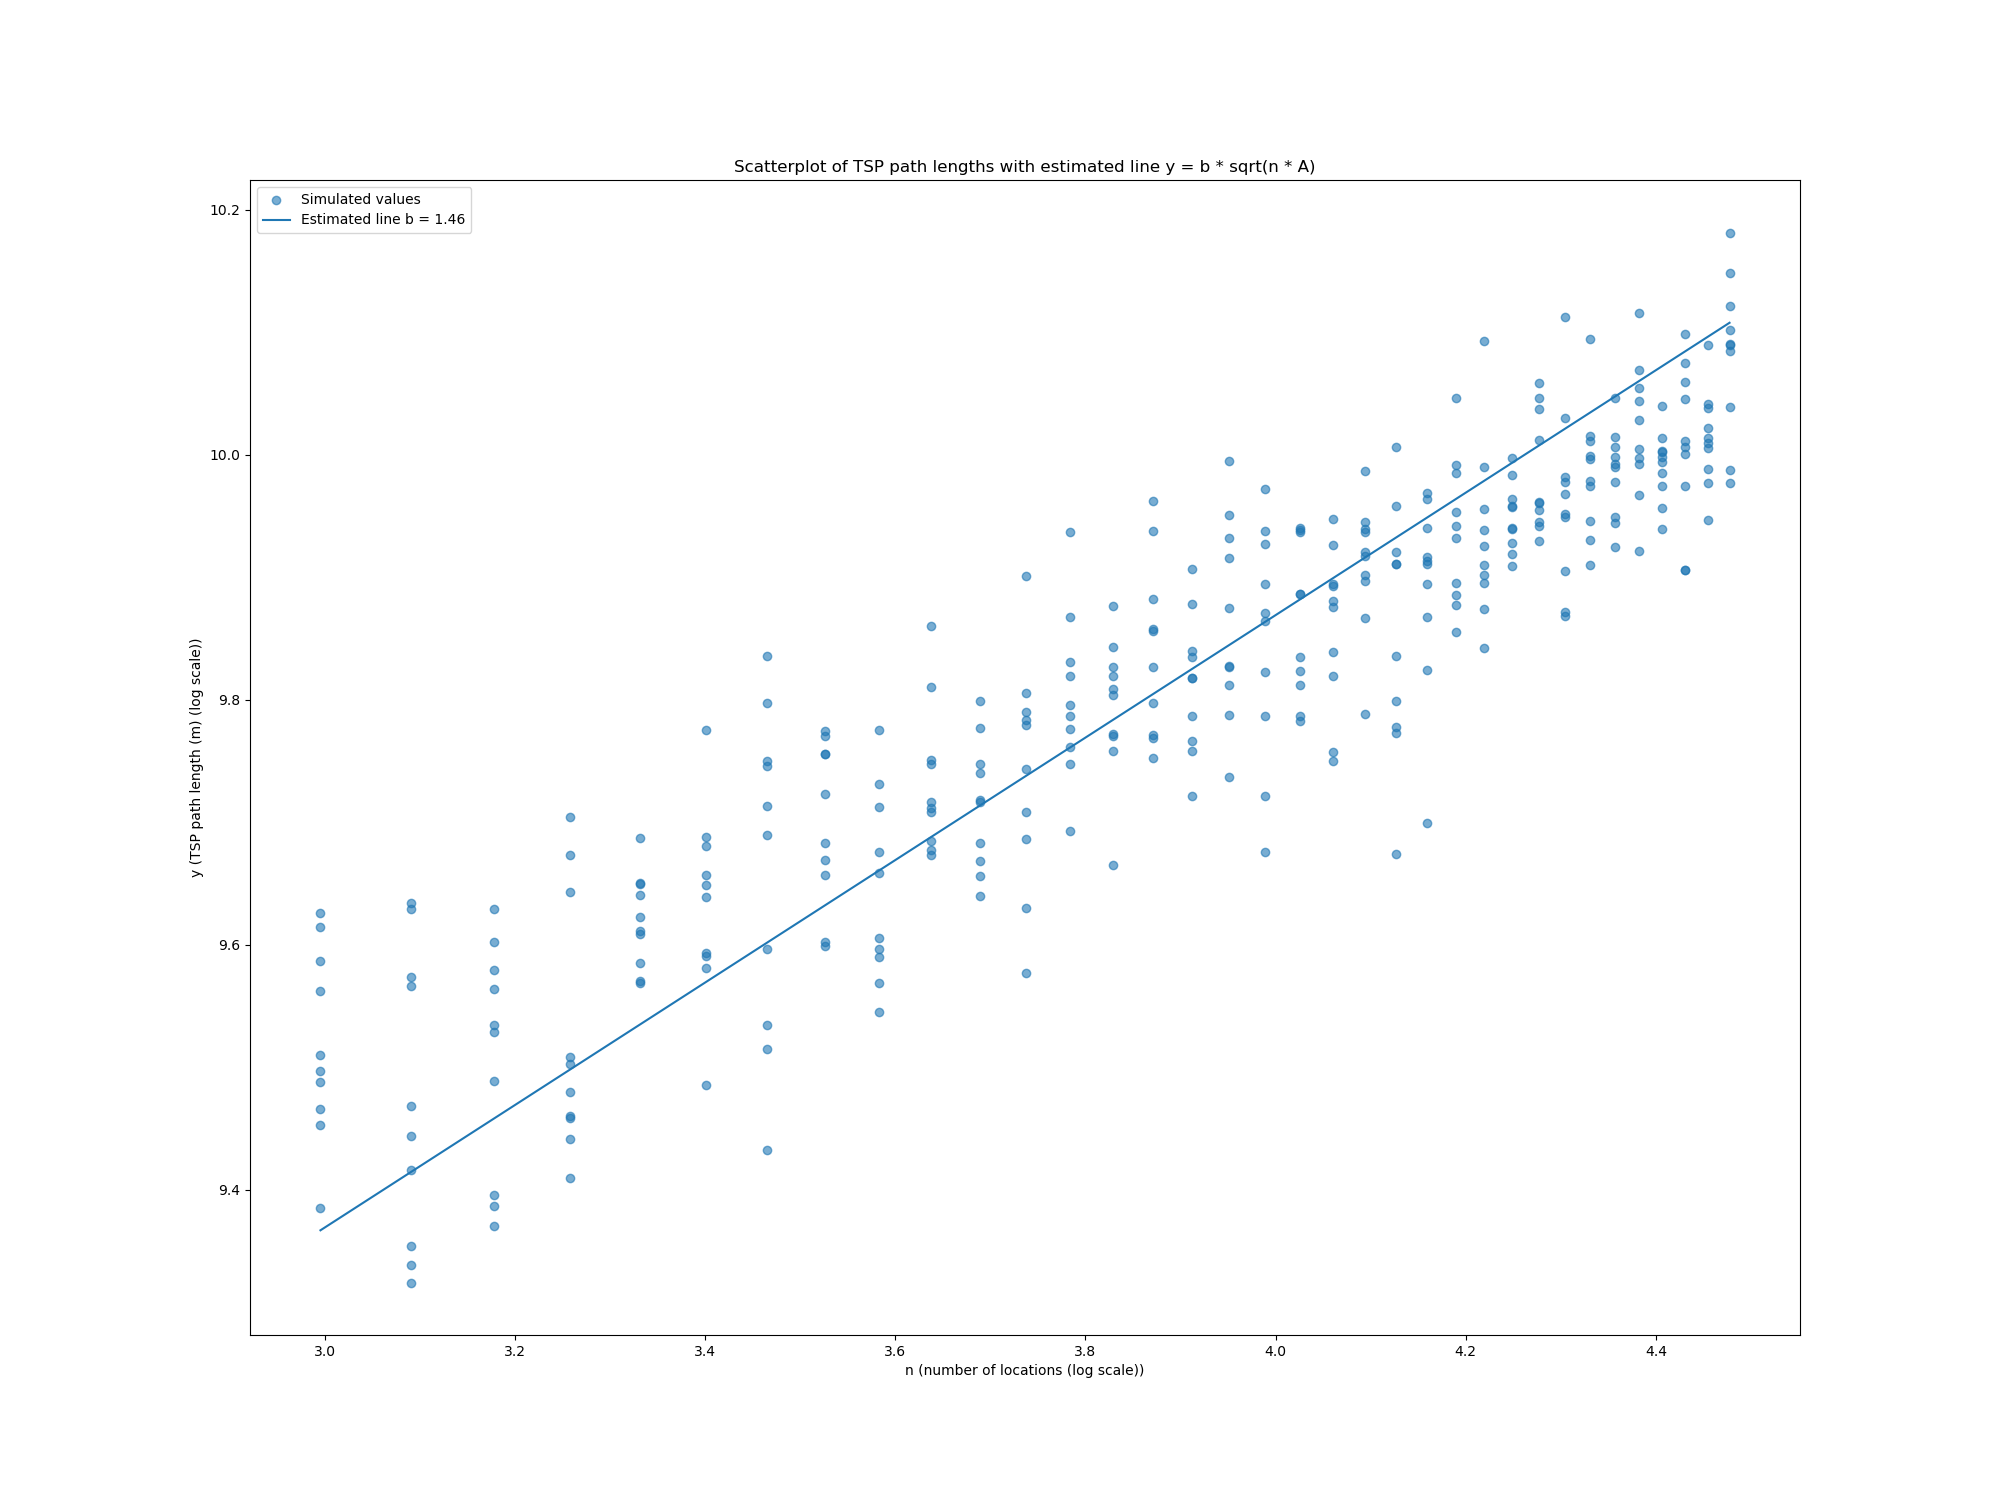 Scatterplot of TSP path lengths with estimated line y = b * sqrt(n * A)
Simulated values
Estimated line b = 1.46
10.2
10.0
9.8
9.6
9.4
y (TSP path length (m) (log scale))
3.0 3.2 3.4 3.6 3.8 4.0 4.2 4.4
n (number of locations (log scale))